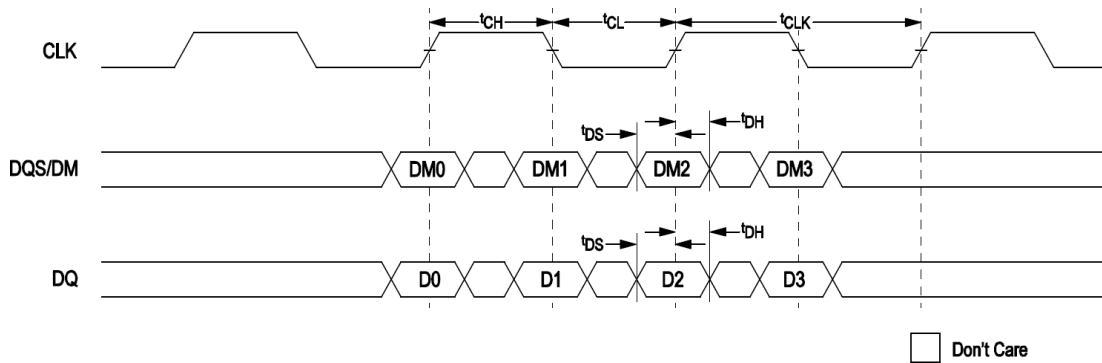 tCH tCL tCLK
CLK
tDS tDH
DQS/DM DM0 DM1 DM2 DM3
tDS tDH
DQ D0 D1 D2 D3
Don't Care